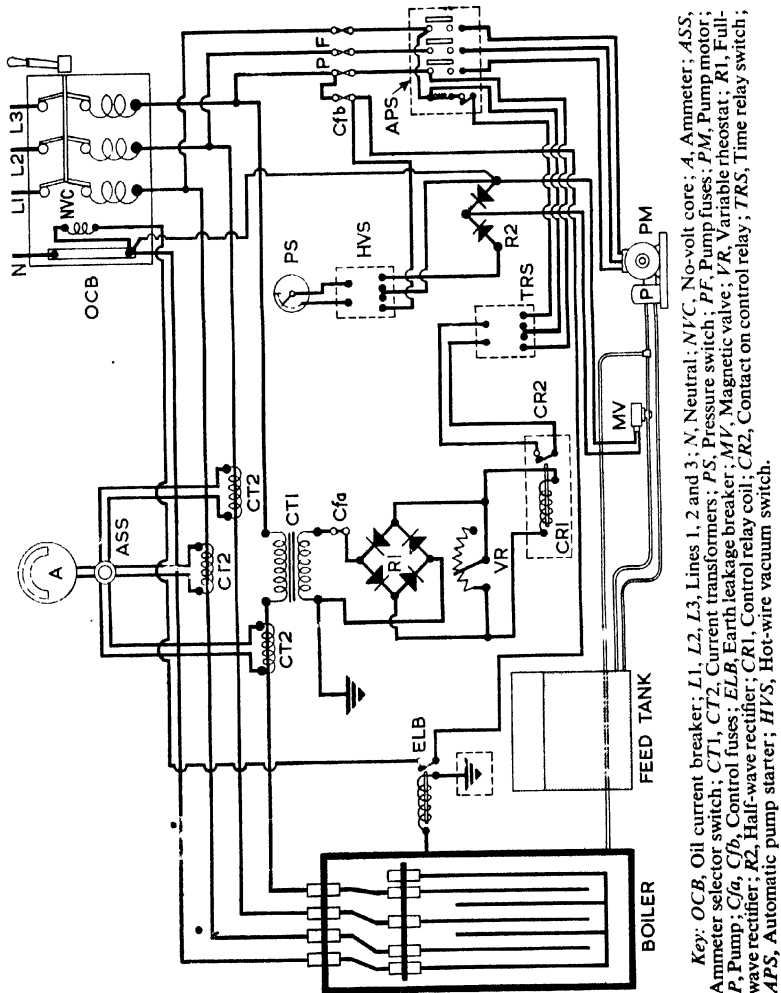 N
L1
L2
L3
NVC
OCB
A
ASS
CT2
CT2
CT2
CT1
Cfa
R1
VR
CR1
CR2
PS
HVS
R2
TRS
Cfb
P F
APS
ELB
MV
P
PM
FEED TANK
BOILER
Key: OCB, Oil current breaker; L1, L2, L3, Lines 1, 2 and 3; N, Neutral; NVC, No-volt core; A, Ammeter; ASS,
Ammeter selector switch; CT1, CT2, Current transformers; PS, Pressure switch; PF, Pump fuses; PM, Pump motor;
P, Pump; Cfa, Cfb, Control fuses; ELB, Earth leakage breaker; MV, Magnetic valve; VR, Variable rheostat; R1, Full-
wave rectifier; R2, Half-wave rectifier; CR1, Control relay coil; CR2, Contact on control relay; TRS, Time relay switch;
APS, Automatic pump starter; HVS, Hot-wire vacuum switch.